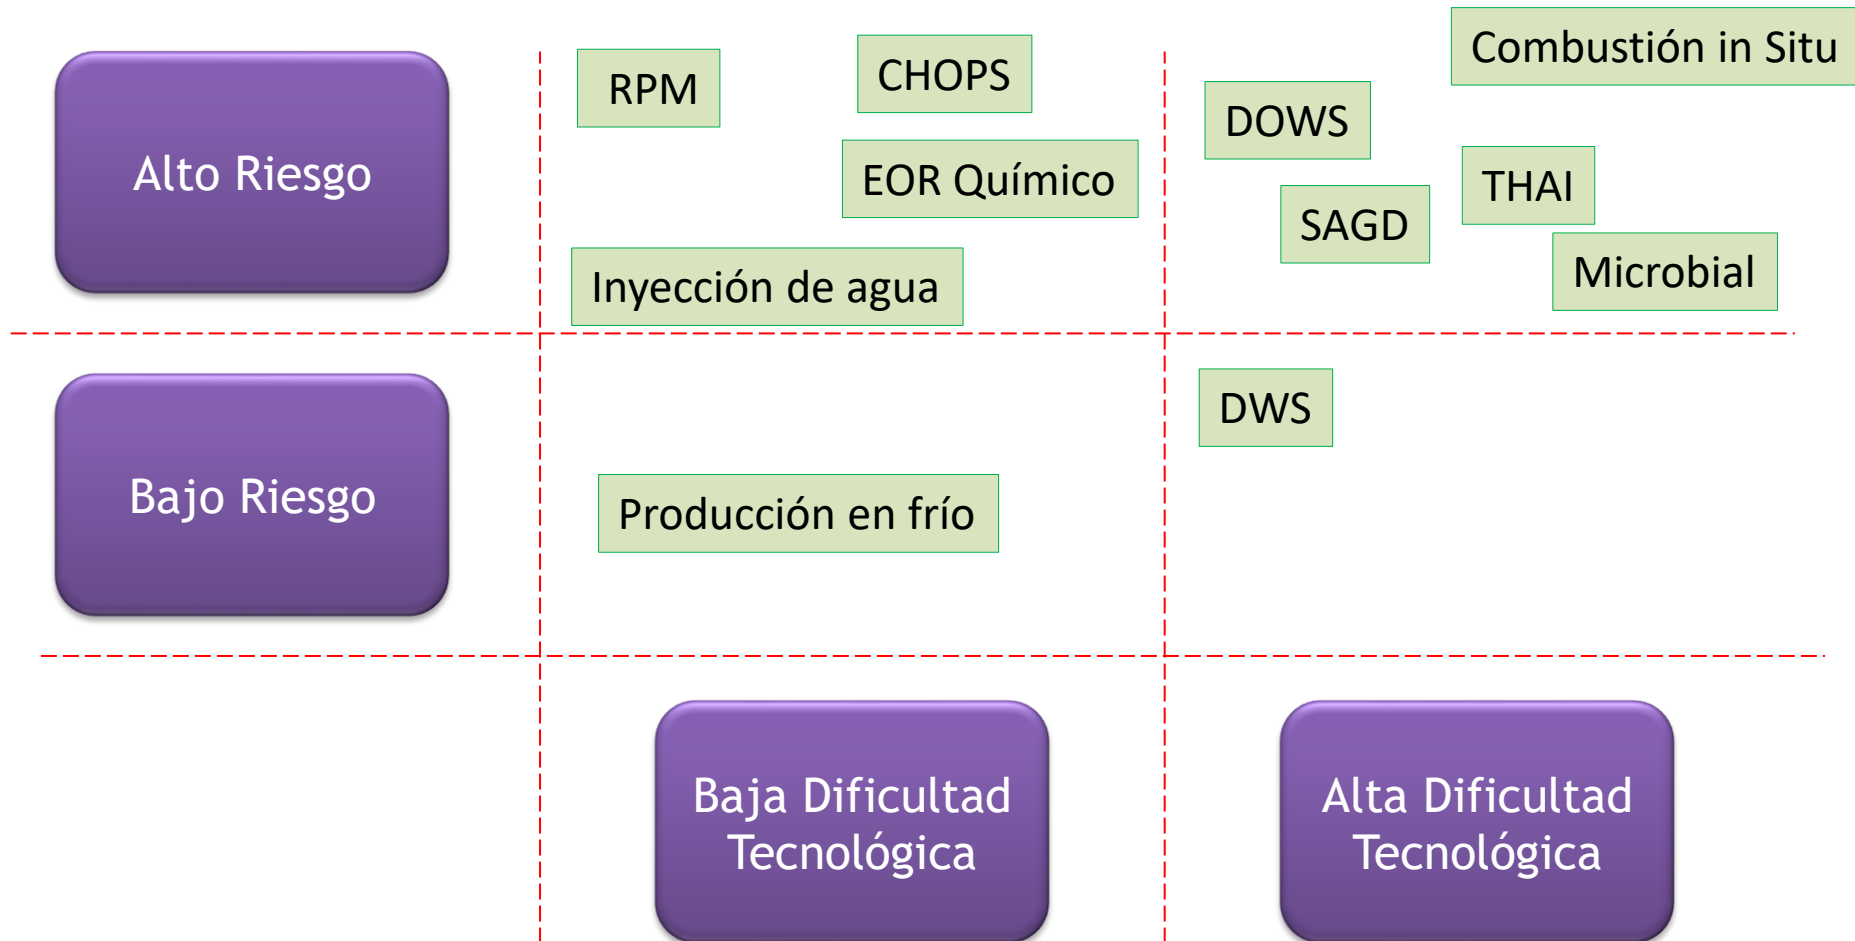 Alto Riesgo
RPM
CHOPS
EOR Químico
Inyección de agua
Combustión in Situ
DOWS
THAI
SAGD
Microbial
Bajo Riesgo
Producción en frío
DWS
Baja Dificultad
Tecnológica
Alta Dificultad
Tecnológica